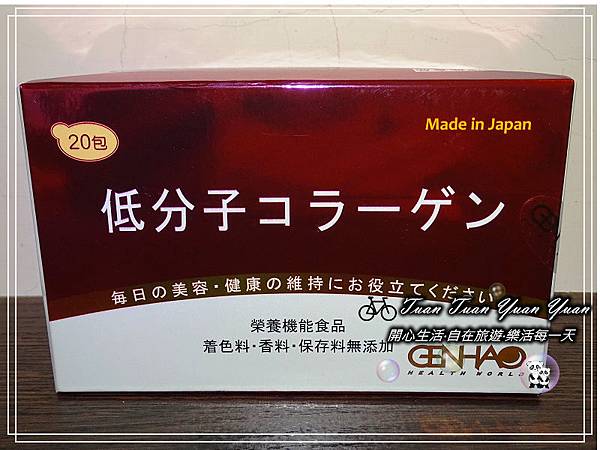 Made in Japan
20包
低分子コラーゲン
毎日の美容・健康の維持にお役立てください
Tuan Tuan Yuan Yuan
開心生活‧自在旅遊‧樂活每一天
榮養機能食品
着色料・香料・保存料無添加
GENHAO
HEALTH WORLD